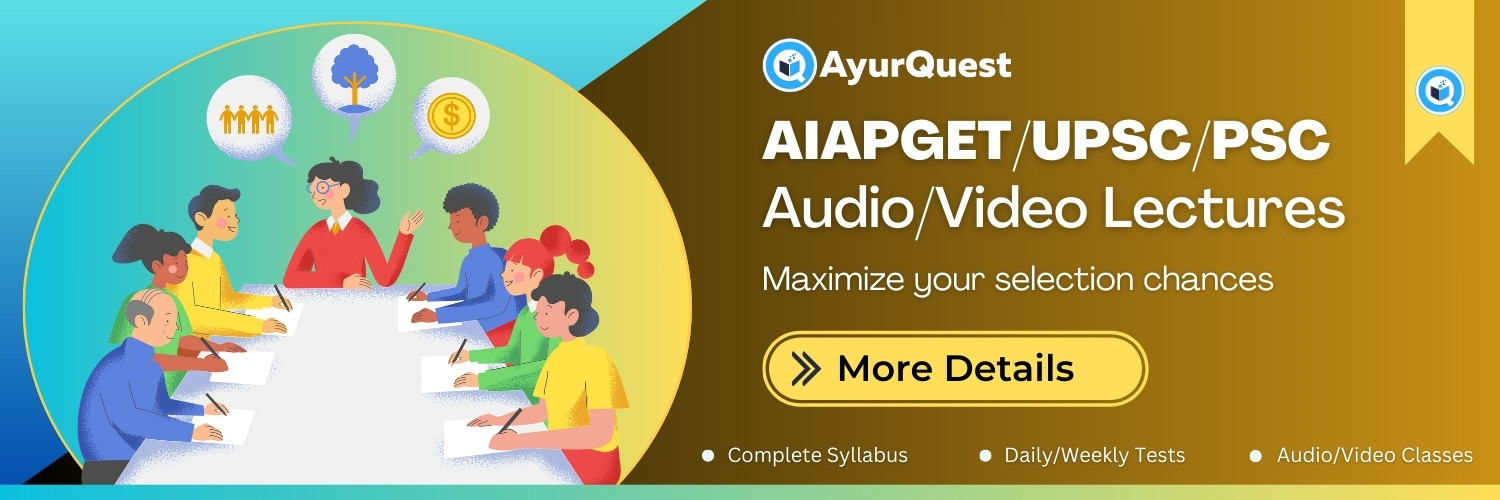 AyurQuest
AIAPGET/UPSC/PSC
Audio/Video Lectures
Maximize your selection chances
More Details
Complete Syllabus
Daily/Weekly Tests
Audio/Video Classes
$